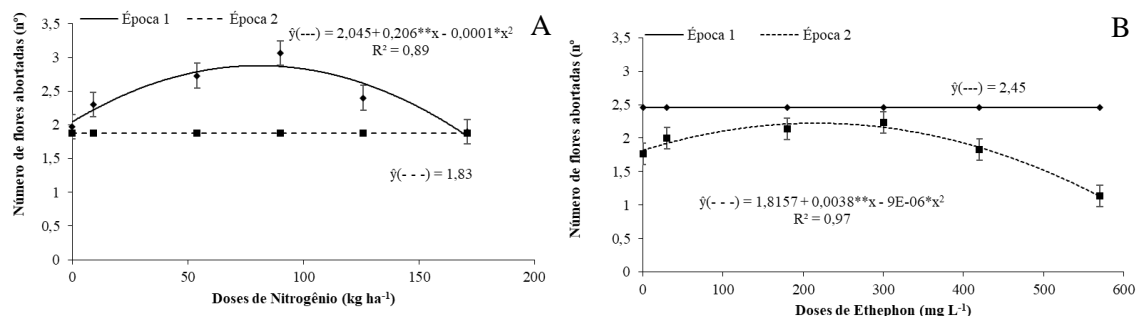 Época 1 Época 2
A
ŷ(---) = 2,045+ 0,206**x - 0,0001*x²
R² = 0,89
Número de flores abortadas (nº)
3,5
3
2,5
2
1,5
1
0,5
0
ŷ(- - -) = 1,83
0 50 100 150 200
Doses de Nitrogênio (kg ha⁻¹)
Época 1 Época 2
B
Número de flores abortadas (nº
3,5
3
2,5
2
1,5
1
0,5
0
ŷ(---) = 2,45
ŷ(- - -) = 1,8157 + 0,0038**x - 9E-06*x²
R² = 0,97
0 100 200 300 400 500 600
Doses de Ethephon (mg L⁻¹)